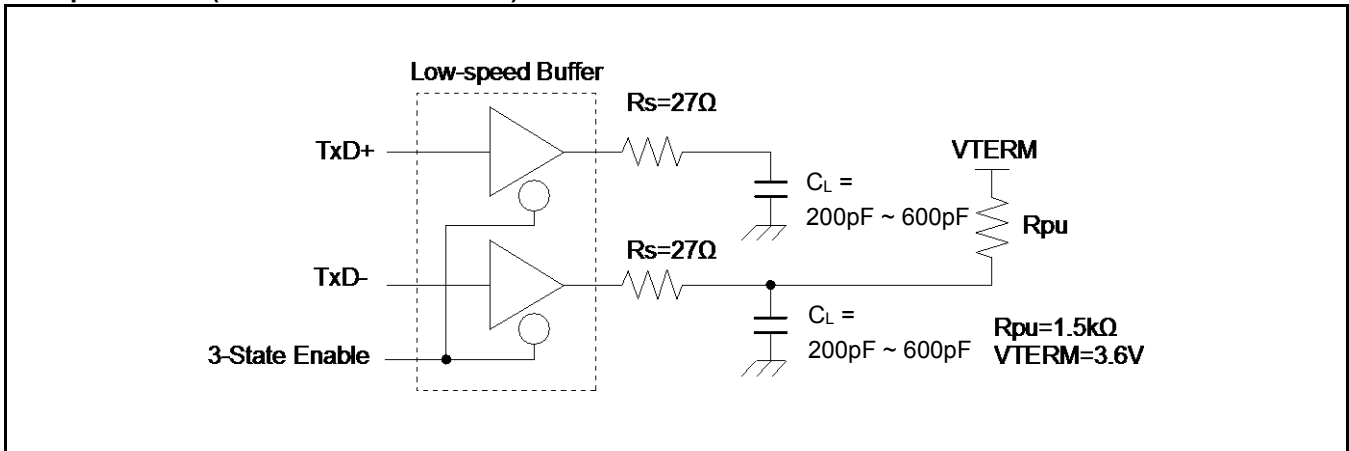 Low-speed Buffer
Rs=27Ω
TxD+
VTERM
CL =
200pF ~ 600pF
Rpu
Rs=27Ω
TxD-
CL =
200pF ~ 600pF
Rpu=1.5kΩ
VTERM=3.6V
3-State Enable